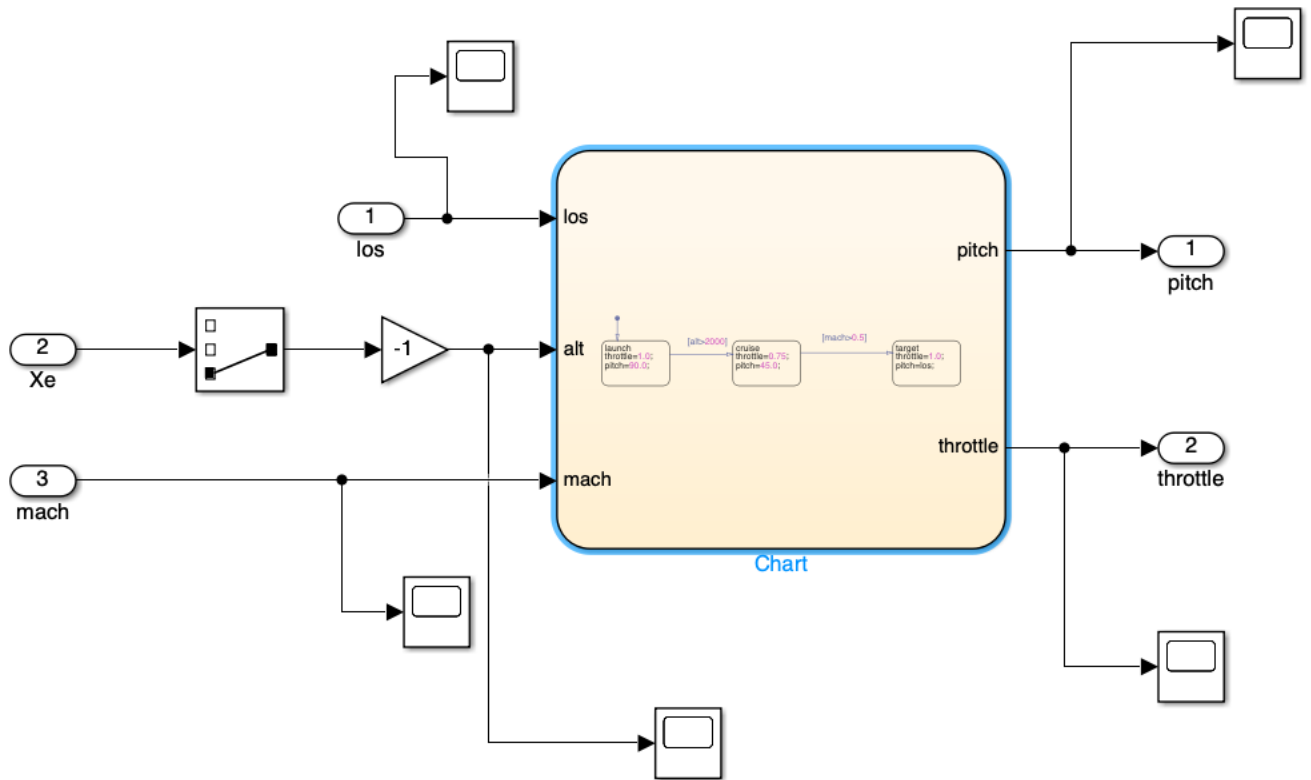 1
los
2
Xe
3
mach
-1
los
alt
mach
pitch
throttle
launch
throttle=1.0;
pitch=90.0;
[alt>2000]
cruise
throttle=0.75;
pitch=45.0;
[mach>0.5]
target
throttle=1.0;
pitch=los;
Chart
1
pitch
2
throttle